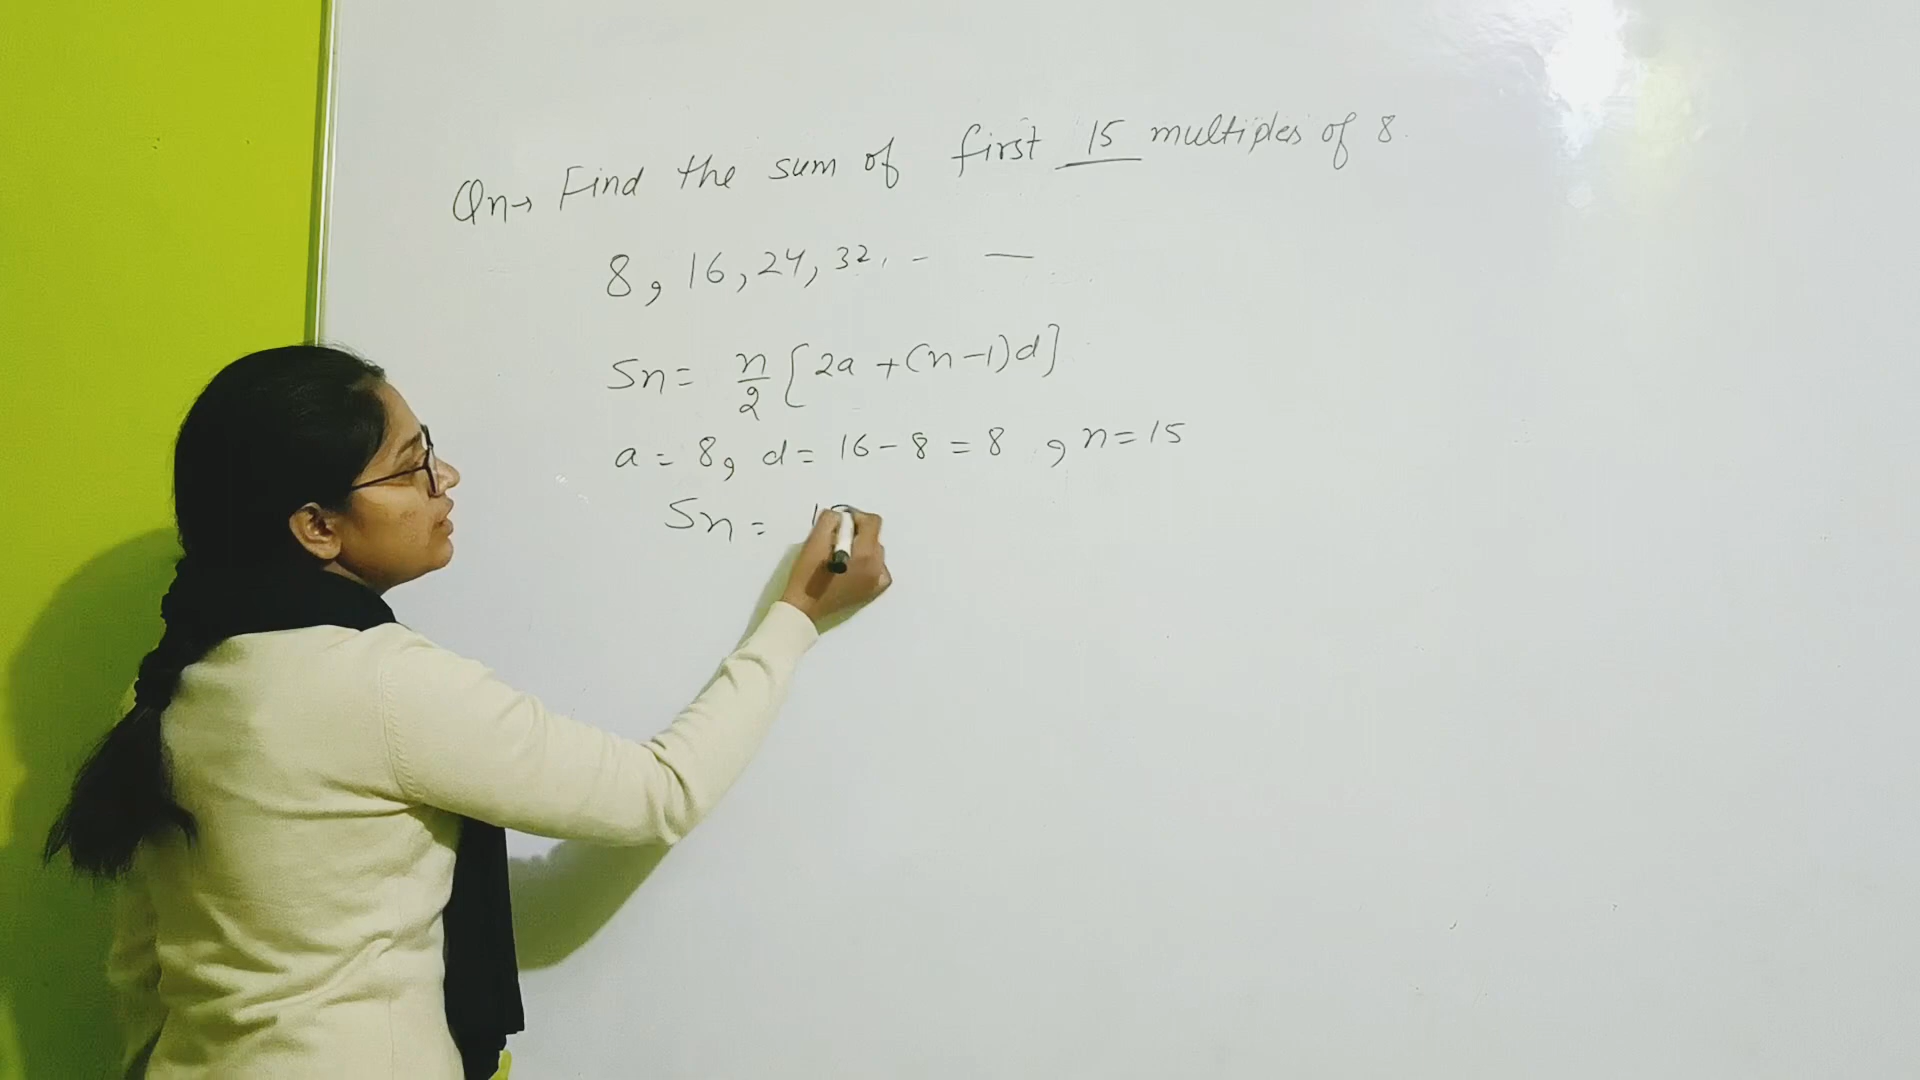 Qn→ Find the sum of first 15 multiples of 8.
8, 16, 24, 32, - —
Sn = n/2 [2a + (n-1)d]
a = 8, d = 16 - 8 = 8, n = 15
Sn =